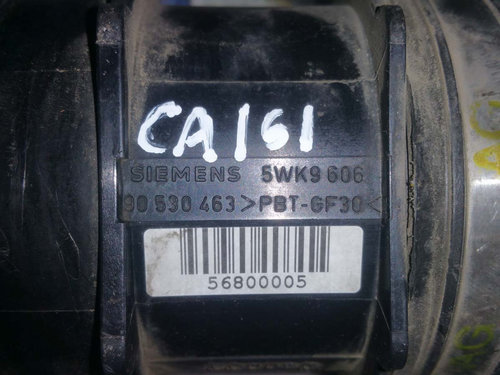 CA161
SIEMENS 5WK9 606
90 530 463 >PBT-GF30<
56800005